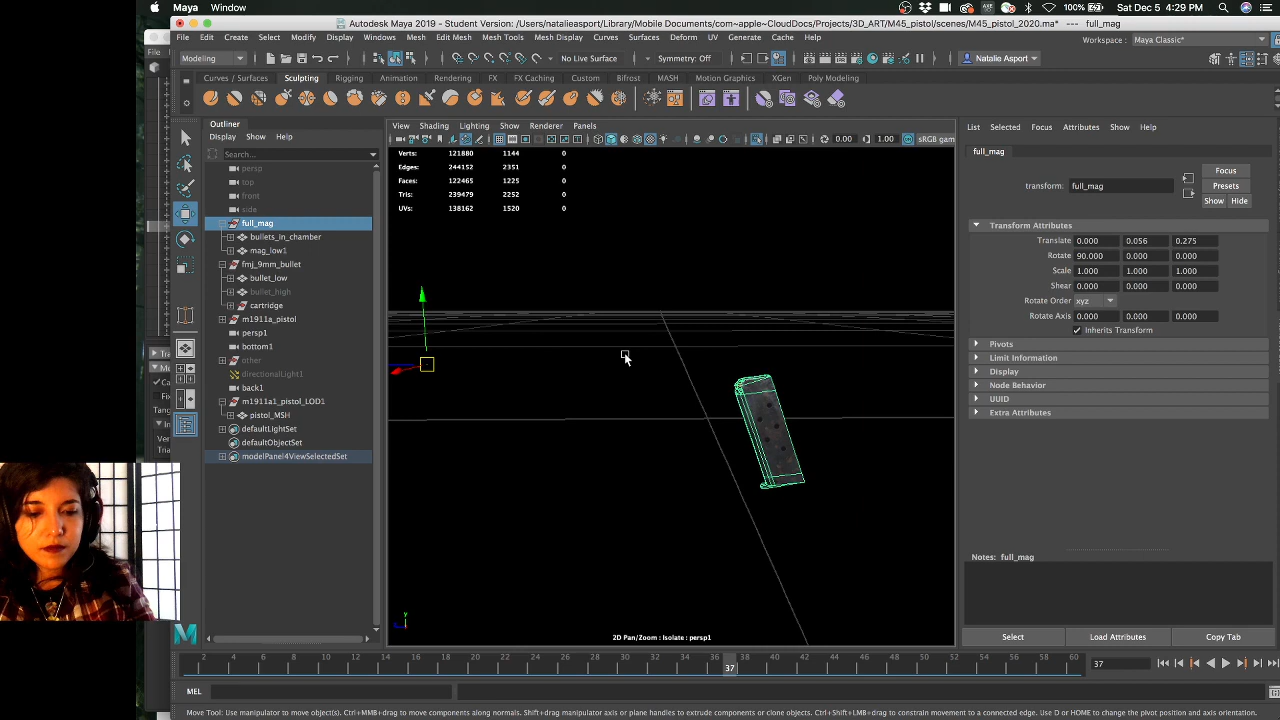 Maya Window
Sat Dec 5 4:29 PM
Autodesk Maya 2019 - Student Version: /Users/natalieasport/Library/Mobile Documents/com~apple~CloudDocs/Projects/3D_ART/M45_pistol/scenes/M45_pistol_2020.ma* --- full_mag
File
File Edit Create Select Modify Display Windows Mesh Edit Mesh Mesh Tools Mesh Display Curves Surfaces Deform UV Generate Cache Help
Workspace : Maya Classic*
Modeling
No Live Surface
Symmetry: Off
Natalie Asport
Curves / Surfaces Sculpting Rigging Animation Rendering FX FX Caching Custom Bifrost MASH Motion Graphics XGen Poly Modeling
Outliner
Display Show Help
Search...
persp
top
front
side
full_mag
bullets_in_chamber
mag_low1
fmj_9mm_bullet
bullet_low
bullet_high
cartridge
m1911a_pistol
persp1
bottom1
other
directionalLight1
back1
m1911a1_pistol_LOD1
pistol_MSH
defaultLightSet
defaultObjectSet
modelPanel4ViewSelectedSet
View Shading Lighting Show Renderer Panels
0.00 1.00 sRGB gam
Verts: 121880 1144 0
Edges: 244152 2351 0
Faces: 122465 1225 0
Tris: 239479 2252 0
UVs: 138162 1520 0
y
2D Pan/Zoom : Isolate : persp1
List Selected Focus Attributes Show Help
full_mag
transform: full_mag
Focus
Presets
Show Hide
Transform Attributes
Translate 0.000 0.056 0.275
Rotate 90.000 0.000 0.000
Scale 1.000 1.000 1.000
Shear 0.000 0.000 0.000
Rotate Order xyz
Rotate Axis 0.000 0.000 0.000
Inherits Transform
Pivots
Limit Information
Display
Node Behavior
UUID
Extra Attributes
Notes: full_mag
Select Load Attributes Copy Tab
2 4 6 8 10 12 14 16 18 20 22 24 26 28 30 32 34 36 37 38 40 42 44 46 48 50 52 54 56 58 60
37
37
MEL
Move Tool: Use manipulator to move object(s). Ctrl+MMB+drag to move components along normals. Shift+drag manipulator axis or plane handles to extrude components or clone objects. Ctrl+Shift+drag to constrain movement to a connected edge. Use D or HOME to change the pivot position and axis orientation.